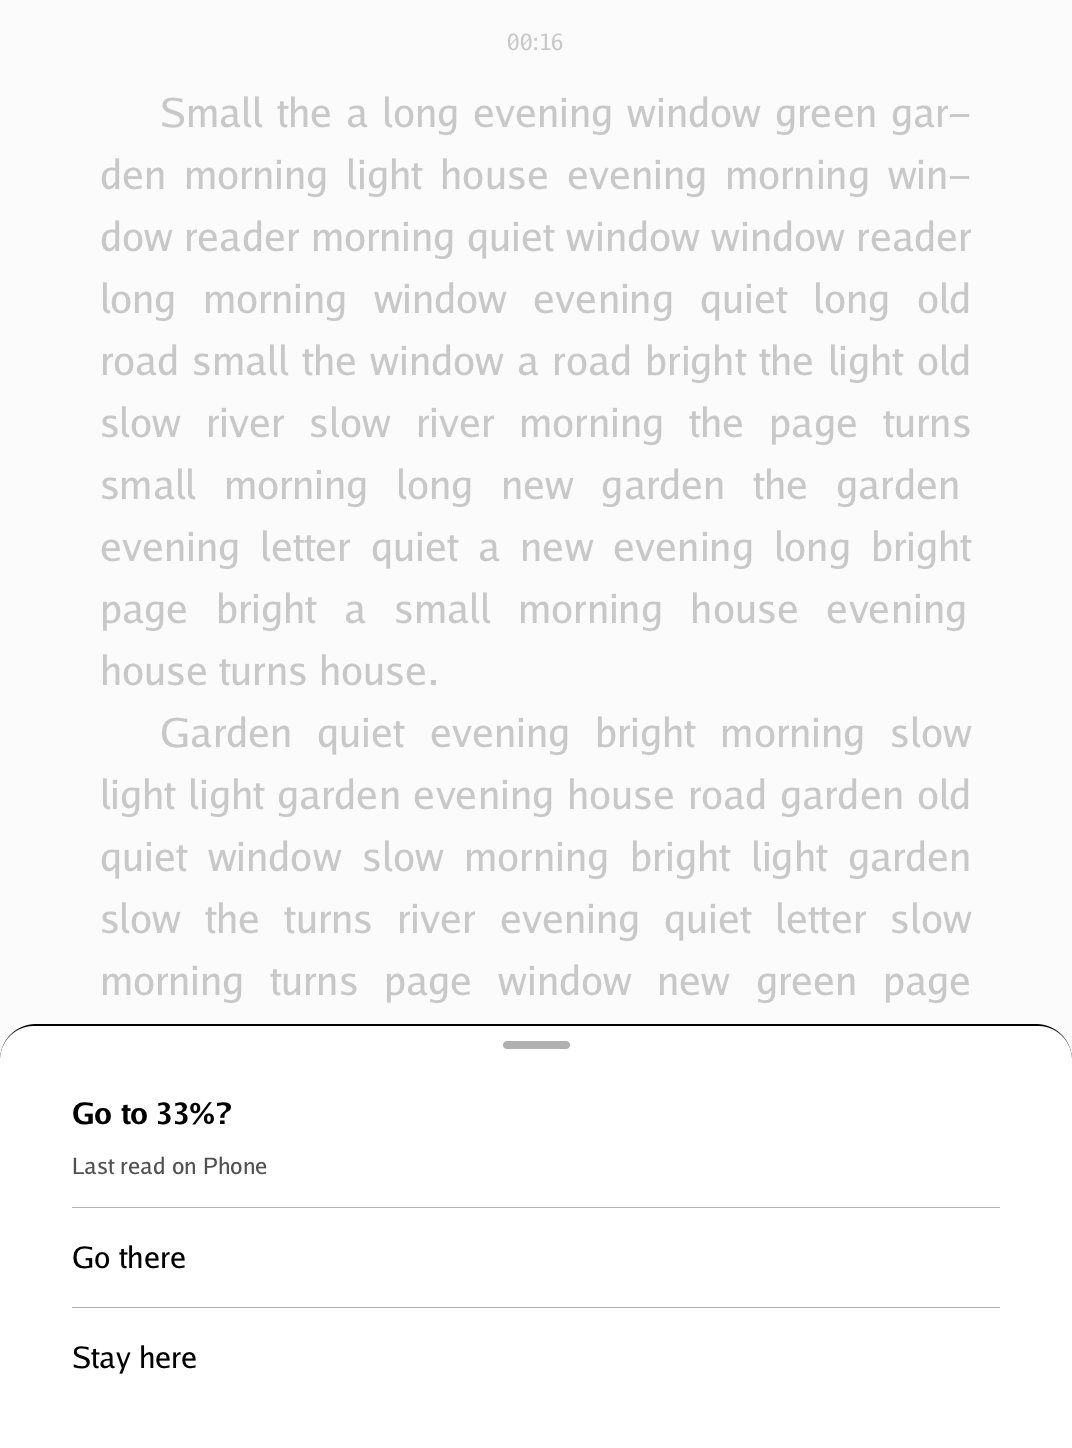 00:16
Small the a long evening window green gar–
den morning light house evening morning win–
dow reader morning quiet window window reader
long morning window evening quiet long old
road small the window a road bright the light old
slow river slow river morning the page turns
small morning long new garden the garden
evening letter quiet a new evening long bright
page bright a small morning house evening
house turns house.
Garden quiet evening bright morning slow
light light garden evening house road garden old
quiet window slow morning bright light garden
slow the turns river evening quiet letter slow
morning turns page window new green page
Go to 33%?
Last read on Phone
Go there
Stay here